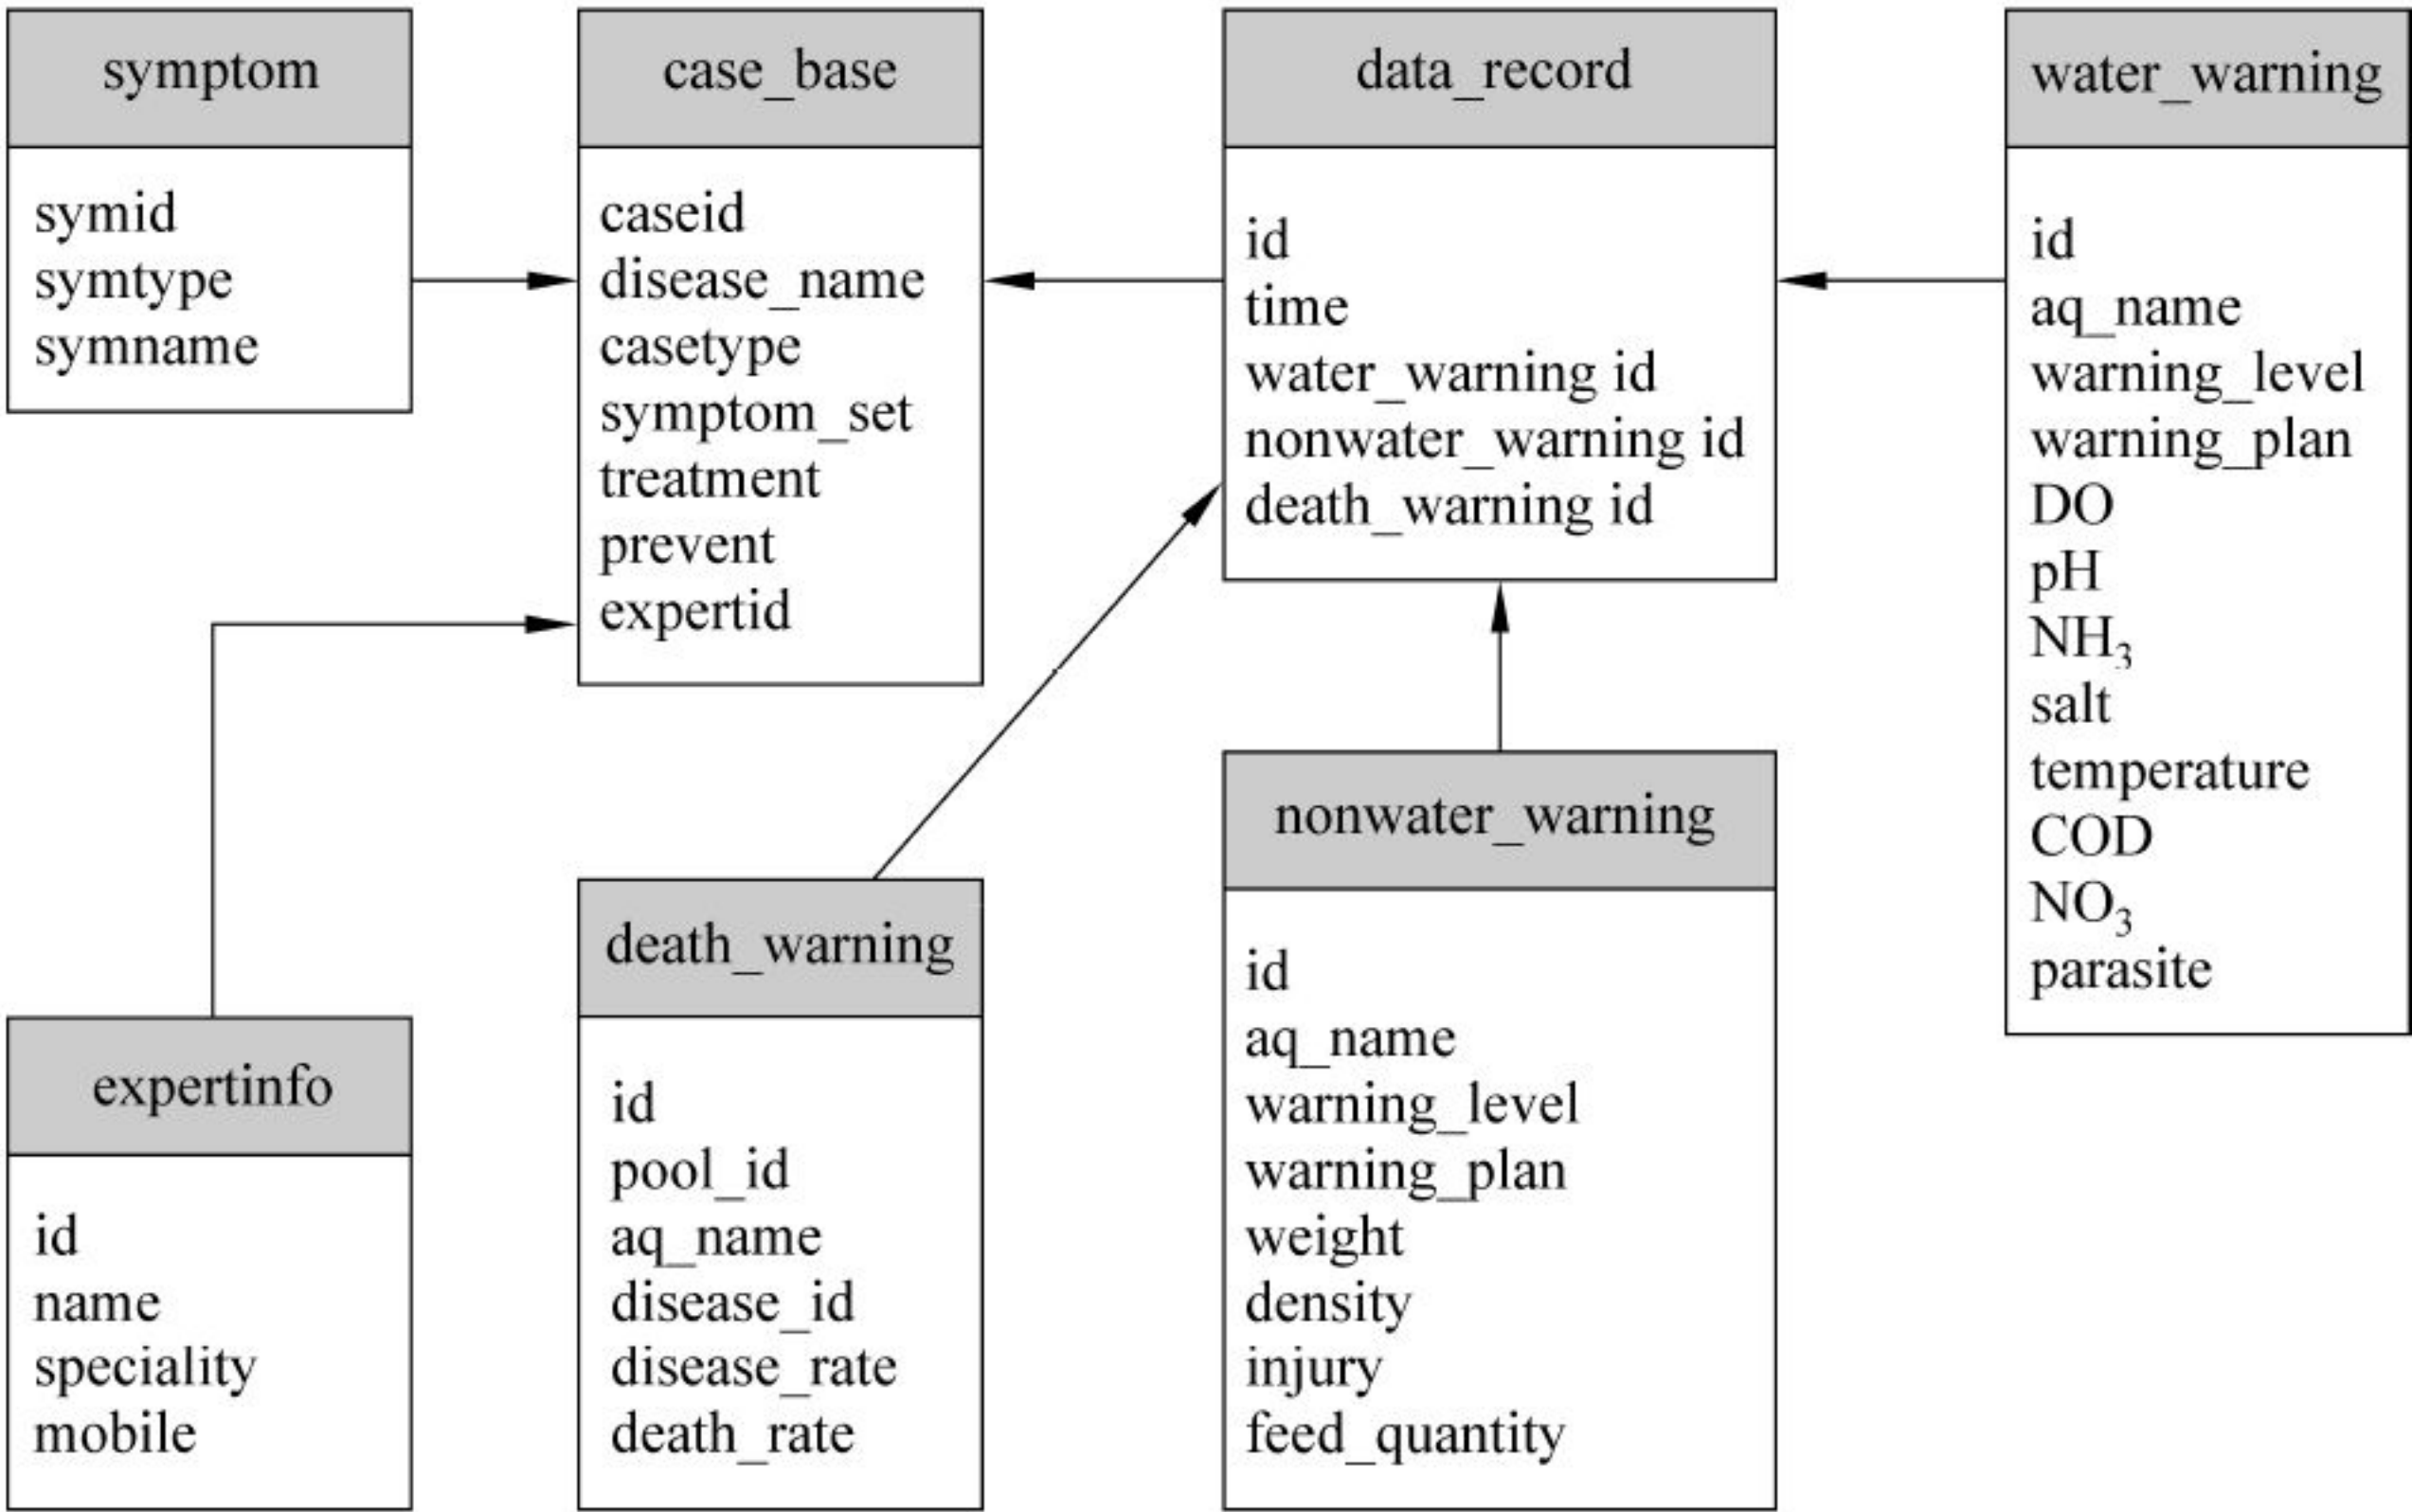 symptom
symid
symtype
symname
case_base
caseid
disease_name
casetype
symptom_set
treatment
prevent
expertid
data_record
id
time
water_warning id
nonwater_warning id
death_warning id
water_warning
id
aq_name
warning_level
warning_plan
DO
pH
NH₃
salt
temperature
COD
NO₃
parasite
expertinfo
id
name
speciality
mobile
death_warning
id
pool_id
aq_name
disease_id
disease_rate
death_rate
nonwater_warning
id
aq_name
warning_level
warning_plan
weight
density
injury
feed_quantity